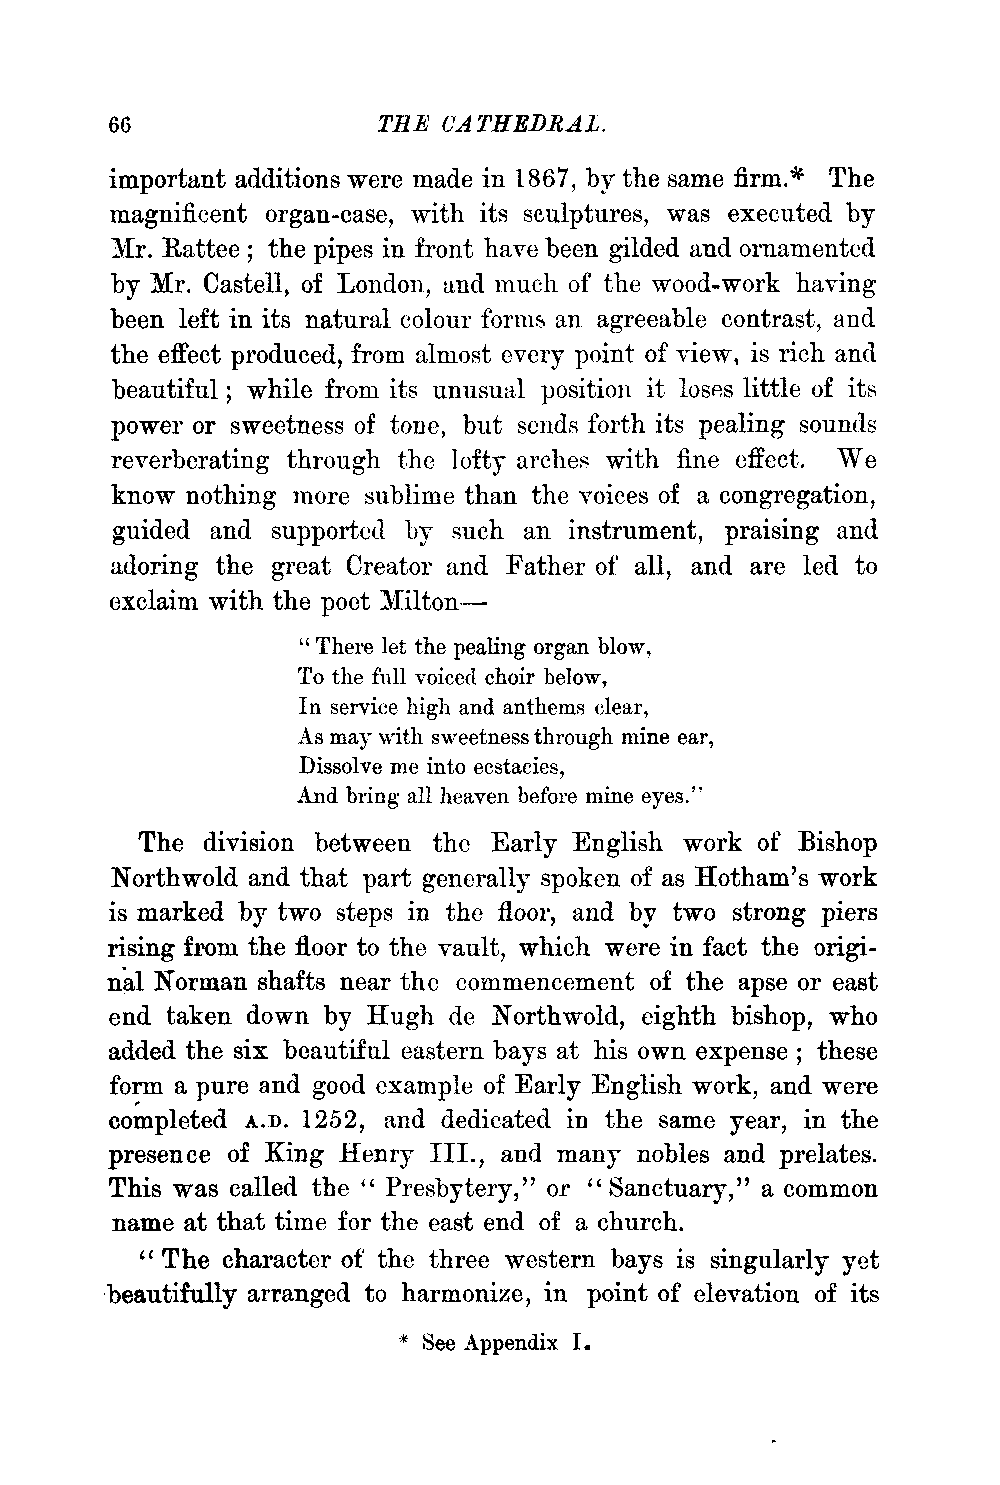 66 THE CATHEDRAL.
important additions were made in 1867, by the same firm.* The
magnificent organ-case, with its sculptures, was executed by
Mr. Rattee ; the pipes in front have been gilded and ornamented
by Mr. Castell, of London, and much of the wood-work having
been left in its natural colour forms an agreeable contrast, and
the effect produced, from almost every point of view, is rich and
beautiful ; while from its unusual position it loses little of its
power or sweetness of tone, but sends forth its pealing sounds
reverberating through the lofty arches with fine effect. We
know nothing more sublime than the voices of a congregation,
guided and supported by such an instrument, praising and
adoring the great Creator and Father of all, and are led to
exclaim with the poet Milton—
“ There let the pealing organ blow,
To the full voiced choir below,
In service high and anthems clear,
As may with sweetness through mine ear,
Dissolve me into ecstacies,
And bring all heaven before mine eyes.”
The division between the Early English work of Bishop
Northwold and that part generally spoken of as Hotham's work
is marked by two steps in the floor, and by two strong piers
rising from the floor to the vault, which were in fact the origi-
nal Norman shafts near the commencement of the apse or east
end taken down by Hugh de Northwold, eighth bishop, who
added the six beautiful eastern bays at his own expense ; these
form a pure and good example of Early English work, and were
completed A.D. 1252, and dedicated in the same year, in the
presence of King Henry III., and many nobles and prelates.
This was called the “ Presbytery,” or “ Sanctuary,” a common
name at that time for the east end of a church.
“ The character of the three western bays is singularly yet
beautifully arranged to harmonize, in point of elevation of its
* See Appendix I.